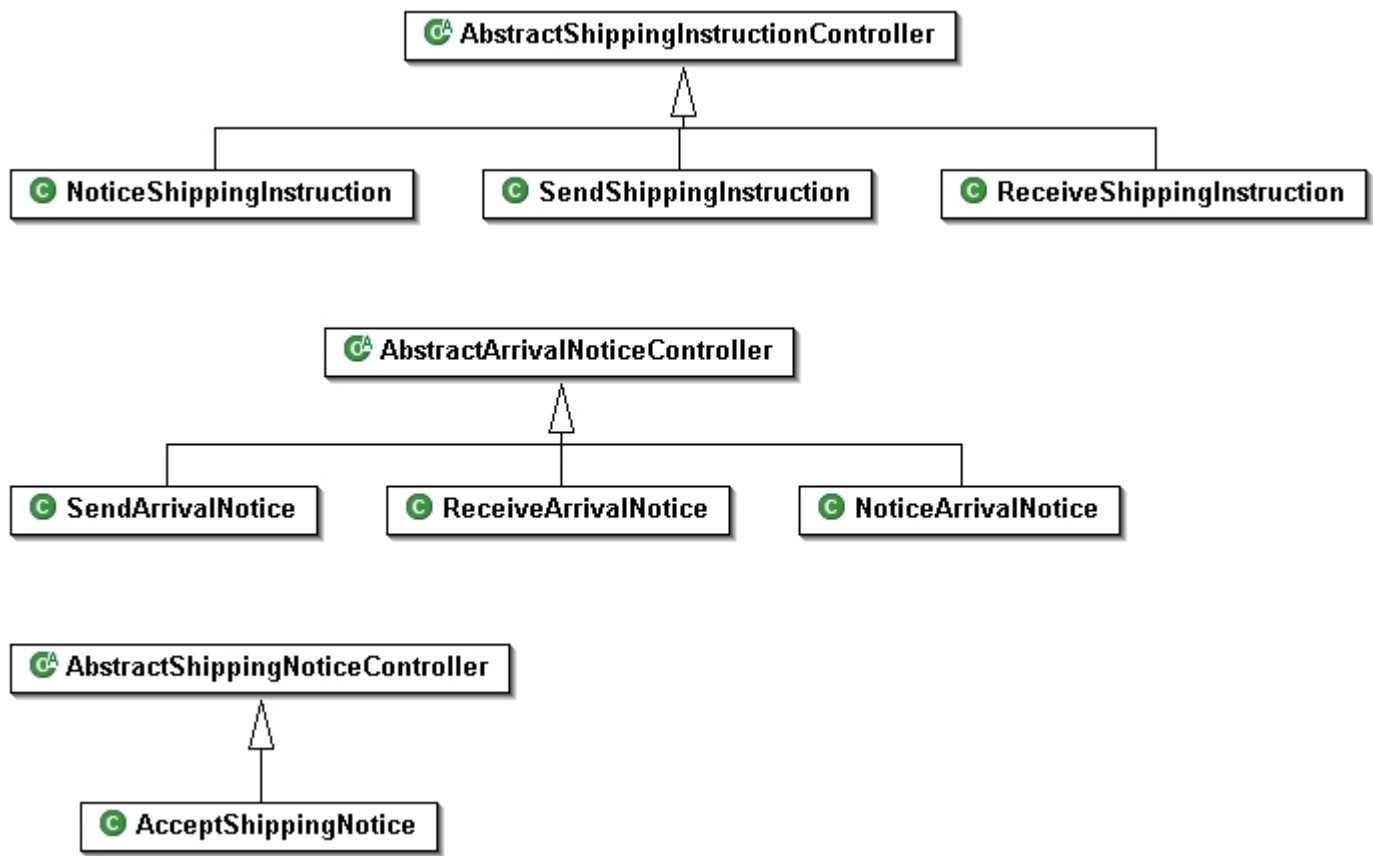 AbstractShippingInstructionController
NoticeShippingInstruction
SendShippingInstruction
ReceiveShippingInstruction
AbstractArrivalNoticeController
SendArrivalNotice
ReceiveArrivalNotice
NoticeArrivalNotice
AbstractShippingNoticeController
AcceptShippingNotice